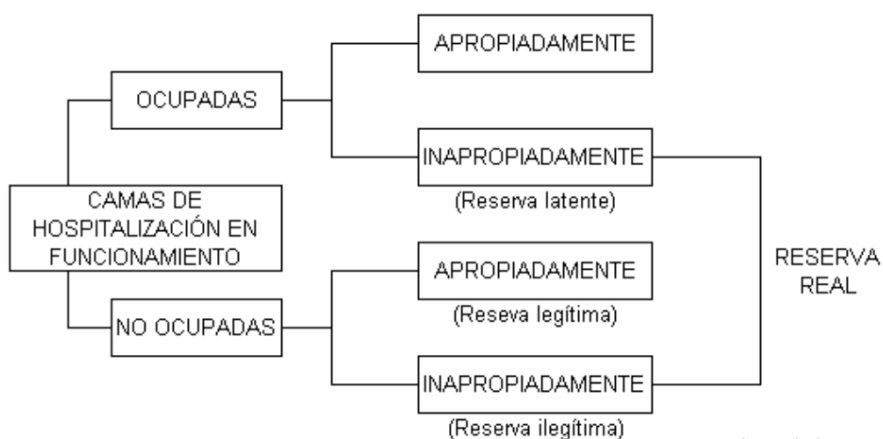 APROPIADAMENTE
OCUPADAS
INAPROPIADAMENTE
(Reserva latente)
CAMAS DE
HOSPITALIZACIÓN EN
FUNCIONAMIENTO
APROPIADAMENTE
(Reseva legítima)
RESERVA
REAL
NO OCUPADAS
INAPROPIADAMENTE
(Reserva ilegítima)